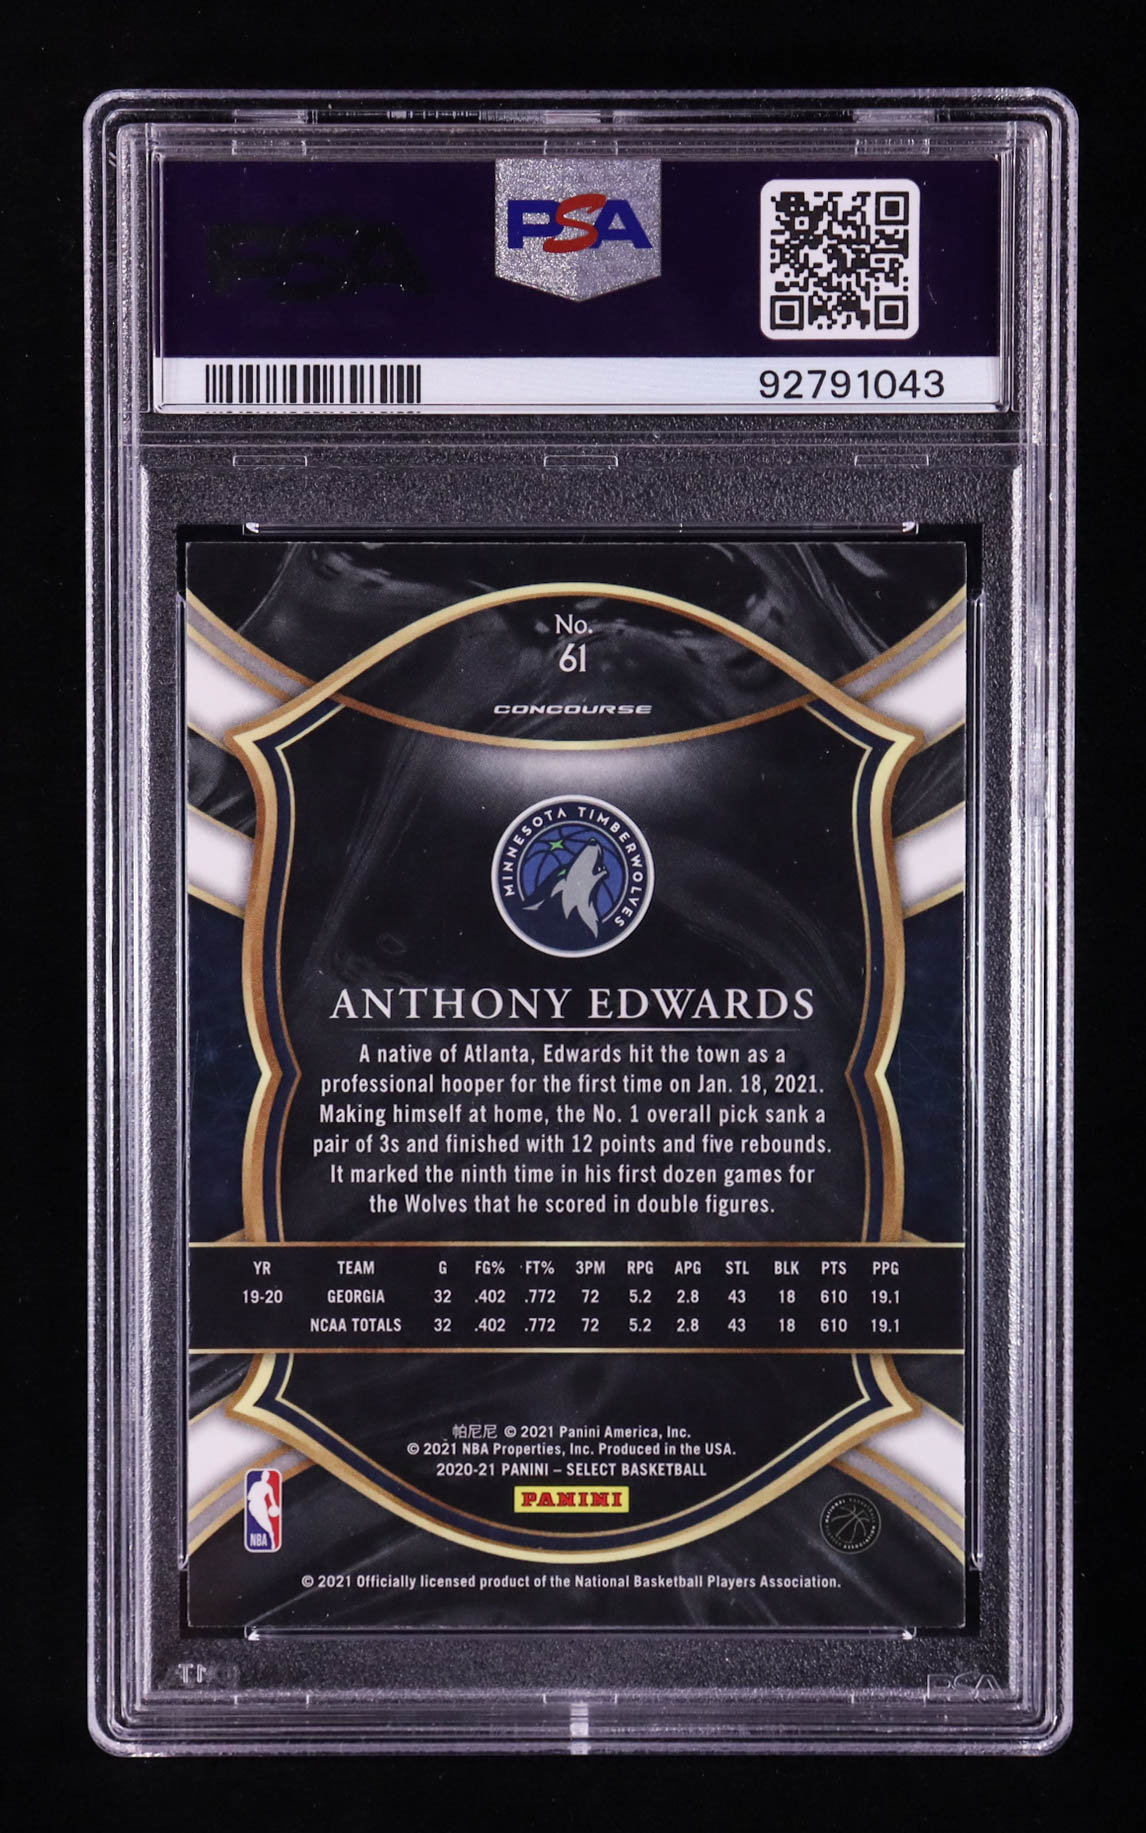 PSA
PSA
92791043
No.
61
CONCOURSE
MINNESOTA TIMBERWOLVES
ANTHONY EDWARDS
A native of Atlanta, Edwards hit the town as a
professional hooper for the first time on Jan. 18, 2021.
Making himself at home, the No. 1 overall pick sank a
pair of 3s and finished with 12 points and five rebounds.
It marked the ninth time in his first dozen games for
the Wolves that he scored in double figures.
YR TEAM G FG% FT% 3PM RPG APG STL BLK PTS PPG
19-20 GEORGIA 32 .402 .772 72 5.2 2.8 43 18 610 19.1
NCAA TOTALS 32 .402 .772 72 5.2 2.8 43 18 610 19.1
帕尼尼 © 2021 Panini America, Inc.
© 2021 NBA Properties, Inc. Produced in the USA.
2020-21 PANINI – SELECT BASKETBALL
PANINI
NBA
© 2021 Officially licensed product of the National Basketball Players Association.
PSA